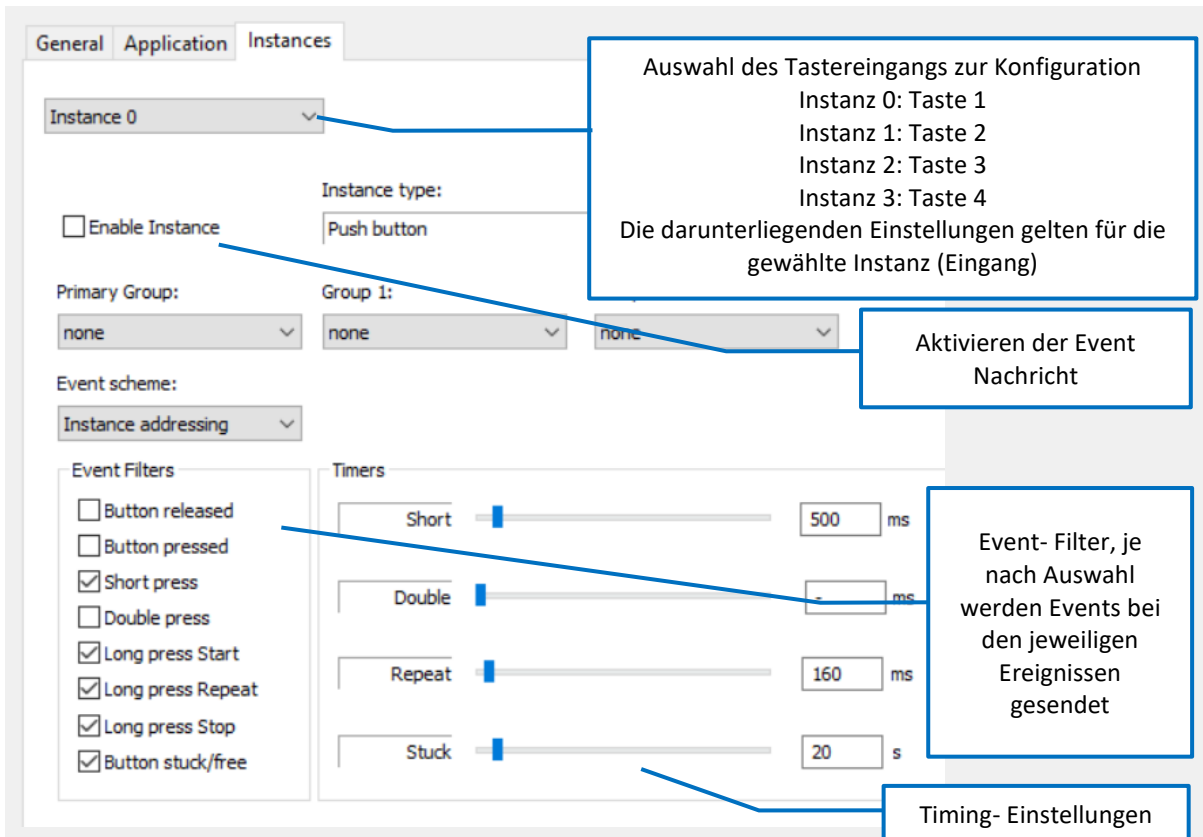 General Application Instances
Auswahl des Tastereingangs zur Konfiguration
Instanz 0: Taste 1
Instanz 1: Taste 2
Instanz 2: Taste 3
Instanz 3: Taste 4
Die darunterliegenden Einstellungen gelten für die
gewählte Instanz (Eingang)
Instance 0
Instance type:
Enable Instance
Push button
Primary Group:
Group 1:
none
none
none
Aktivieren der Event
Nachricht
Event scheme:
Instance addressing
Event Filters
Button released
Button pressed
Short press
Double press
Long press Start
Long press Repeat
Long press Stop
Button stuck/free
Timers
Short 500 ms
Double - ms
Repeat 160 ms
Stuck 20 s
Event- Filter, je
nach Auswahl
werden Events bei
den jeweiligen
Ereignissen
gesendet
Timing- Einstellungen